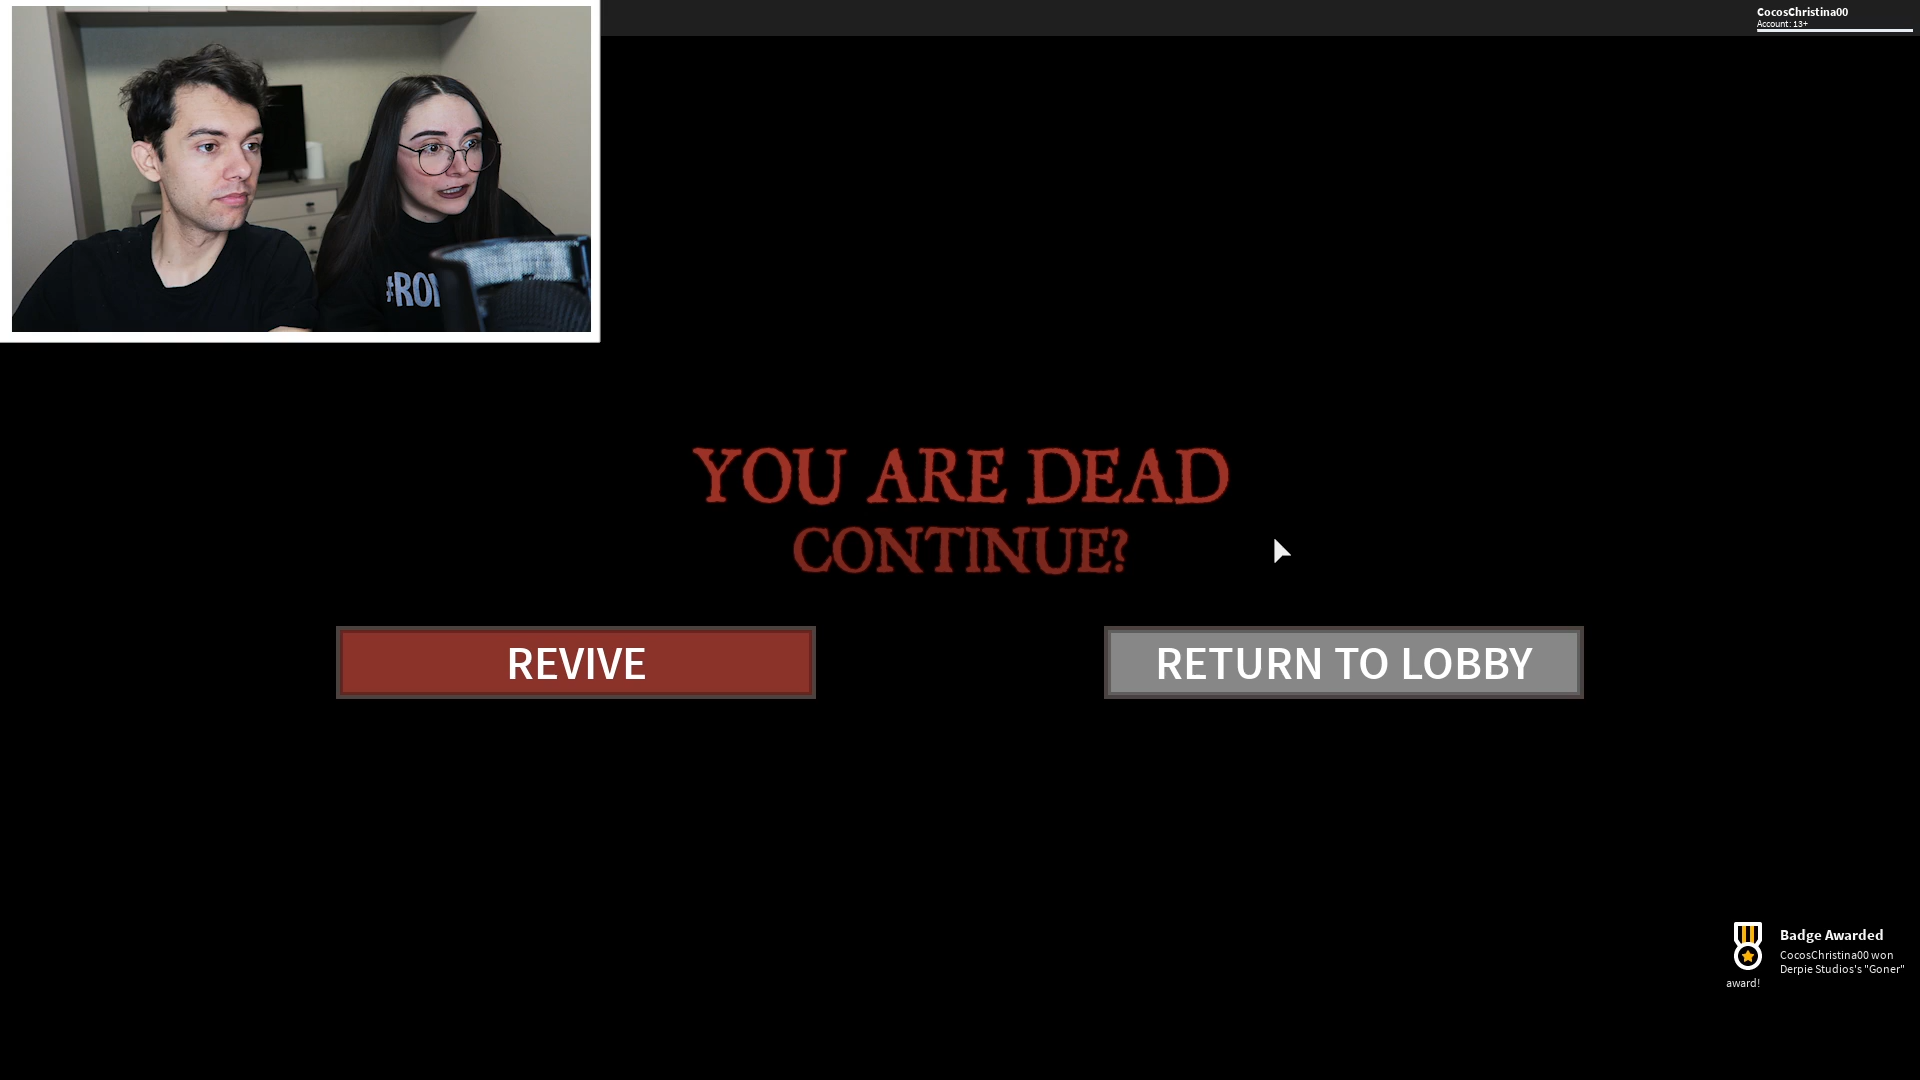 CocosChristina00
Account: 13+
YOU ARE DEAD
CONTINUE?
REVIVE
RETURN TO LOBBY
Badge Awarded
CocosChristina00 won
Derpie Studios's "Goner"
award!